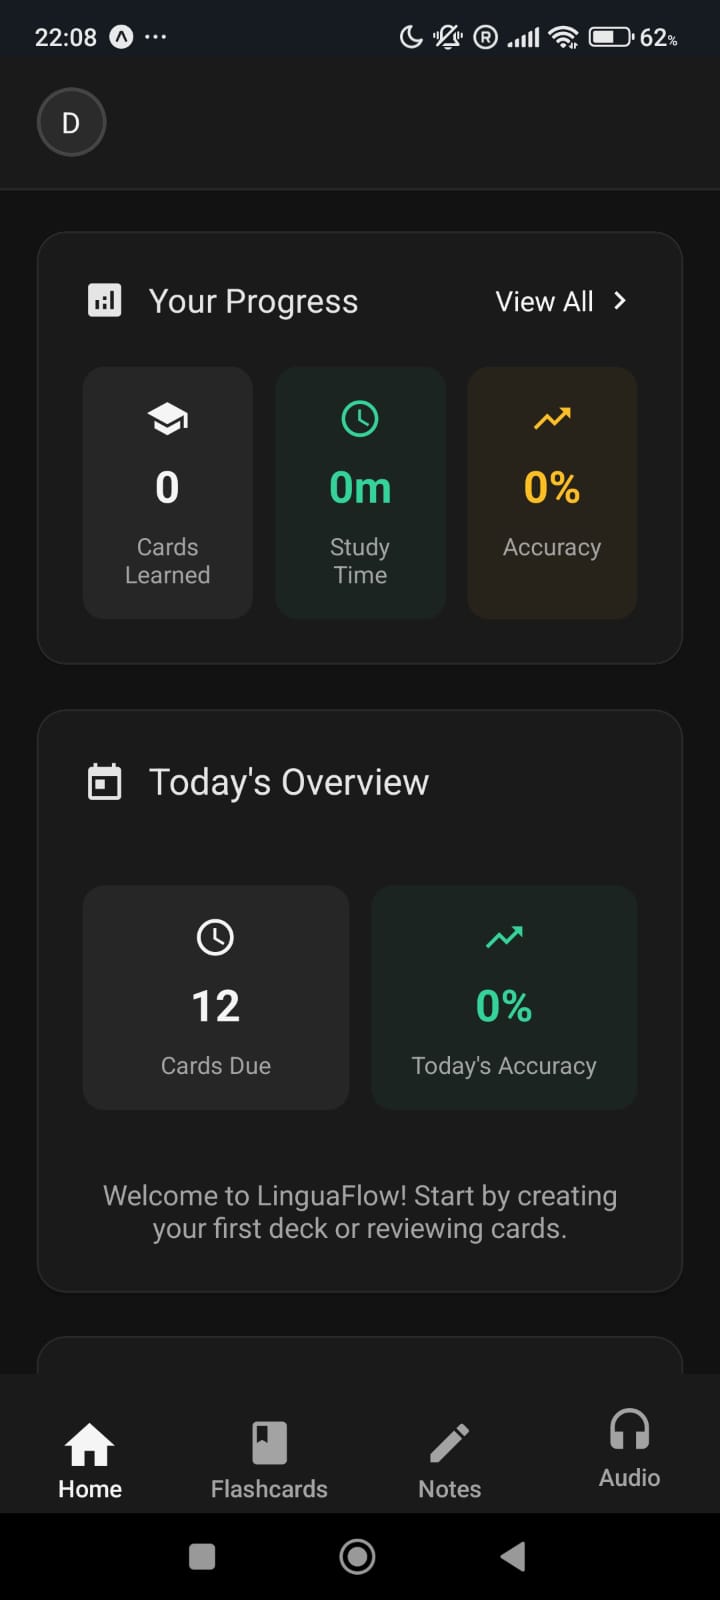 22:08
62%
D
Your Progress
View All
0
Cards
Learned
0m
Study
Time
0%
Accuracy
Today's Overview
12
Cards Due
0%
Today's Accuracy
Welcome to LinguaFlow! Start by creating
your first deck or reviewing cards.
Home
Flashcards
Notes
Audio